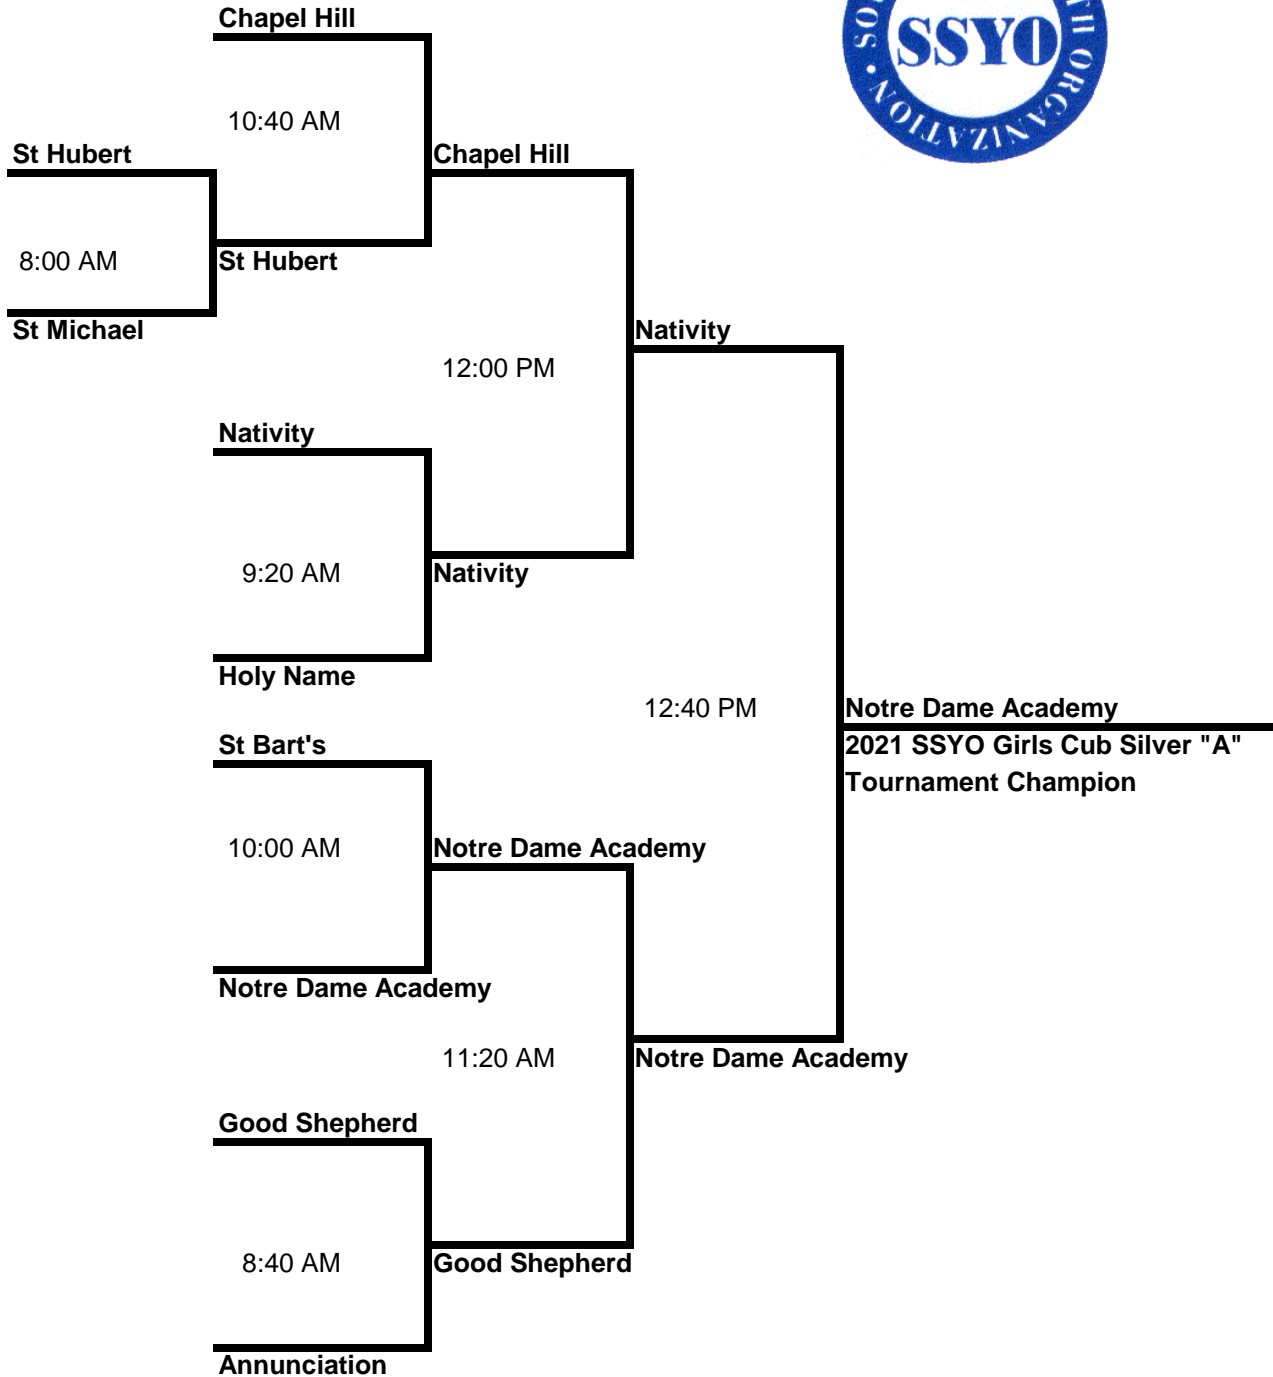 Chapel Hill
SSYO
TH ORGANIZATION • SO
10:40 AM
St Hubert
Chapel Hill
8:00 AM
St Hubert
St Michael
Nativity
12:00 PM
Nativity
9:20 AM
Nativity
Holy Name
12:40 PM
Notre Dame Academy
St Bart's
2021 SSYO Girls Cub Silver "A"
Tournament Champion
10:00 AM
Notre Dame Academy
Notre Dame Academy
11:20 AM
Notre Dame Academy
Good Shepherd
8:40 AM
Good Shepherd
Annunciation